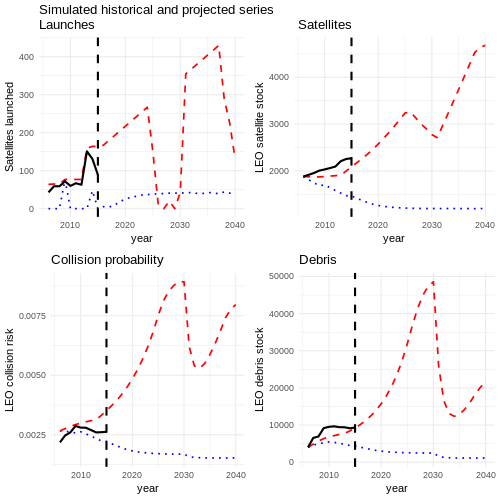 Simulated historical and projected series
Launches
Satellites launched
400
300
200
100
0
2010
2020
2030
2040
year
Satellites
LEO satellite stock
4000
3000
2000
2010
2020
2030
2040
year
Collision probability
LEO collision risk
0.0075
0.0050
0.0025
2010
2020
2030
2040
year
Debris
LEO debris stock
50000
40000
30000
20000
10000
0
2010
2020
2030
2040
year